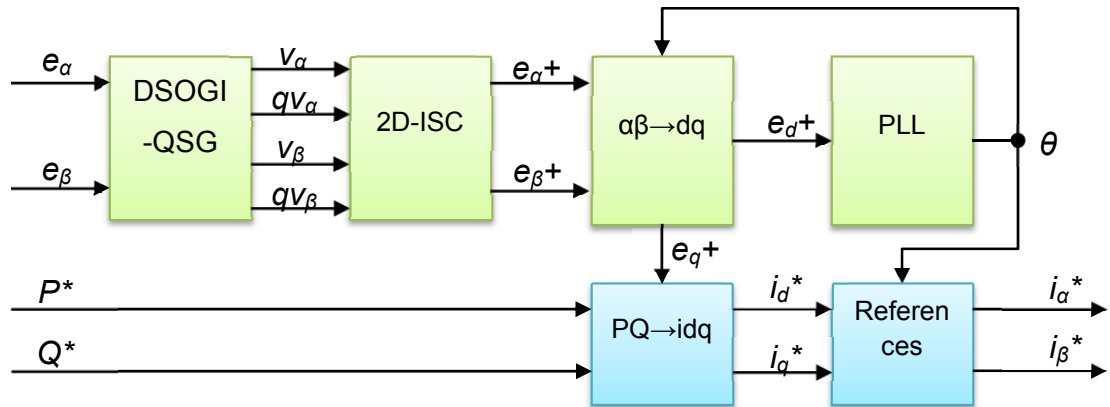 eα
eβ
DSOGI
-QSG
vα
qvα
vβ
qvβ
2D-ISC
eα+
eβ+
αβ→dq
ed+
PLL
θ
eq+
P*
Q*
PQ→idq
id*
iq*
Referen
ces
iα*
iβ*